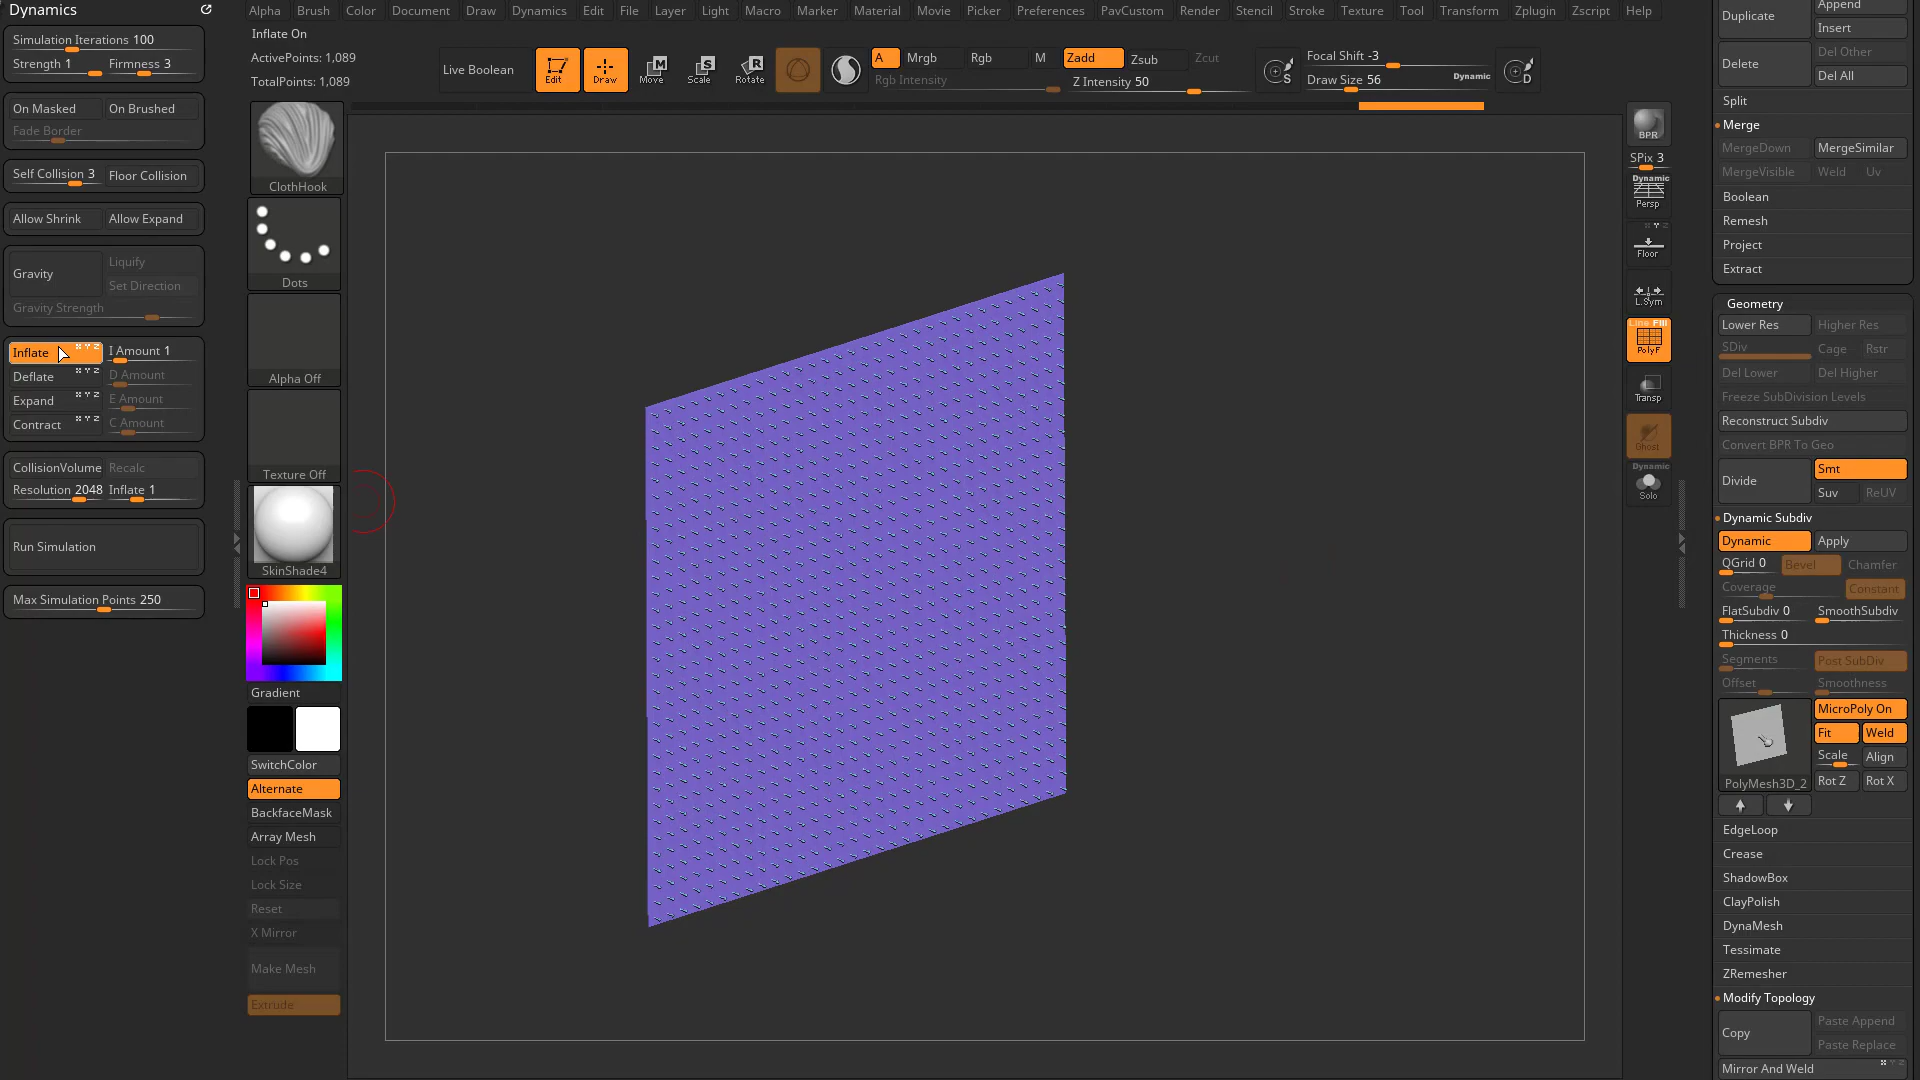 Dynamics
Simulation Iterations 100
Strength 1 Firmness 3
On Masked On Brushed
Fade Border
Self Collision 3 Floor Collision
Allow Shrink Allow Expand
Gravity
Liquify
Set Direction
Gravity Strength
Inflate X Y Z I Amount 1
Deflate X Y Z D Amount
Expand X Y Z E Amount
Contract X Y Z C Amount
CollisionVolume Recalc
Resolution 2048 Inflate 1
Run Simulation
Max Simulation Points 250
Alpha Brush Color Document Draw Dynamics Edit File Layer Light Macro Marker Material Movie Picker Preferences PavCustom Render Stencil Stroke Texture Tool Transform Zplugin Zscript Help
Inflate On
ActivePoints: 1,089
TotalPoints: 1,089
Live Boolean
Edit
Draw
M
Move
S
Scale
R
Rotate
A Mrgb Rgb M
Rgb Intensity
Zadd Zsub Zcut
Z Intensity 50
S
Focal Shift -3
Draw Size 56 Dynamic
D
ClothHook
Dots
Alpha Off
Texture Off
SkinShade4
Gradient
SwitchColor
Alternate
BackfaceMask
Array Mesh
Lock Pos
Lock Size
Reset
X Mirror
Make Mesh
Extrude
BPR
SPix 3
Dynamic
Persp
Floor
L.Sym
Line Fill
PolyF
Transp
Ghost
Dynamic
Solo
Duplicate
Append
Insert
Delete
Del Other
Del All
Split
Merge
MergeDown MergeSimilar
MergeVisible Weld Uv
Boolean
Remesh
Project
Extract
Geometry
Lower Res Higher Res
SDiv Cage Rstr
Del Lower Del Higher
Freeze SubDivision Levels
Reconstruct Subdiv
Convert BPR To Geo
Divide
Smt
Suv ReUV
Dynamic Subdiv
Dynamic Apply
QGrid 0 Bevel Chamfer
Coverage Constant
FlatSubdiv 0 SmoothSubdiv
Thickness 0
Segments Post SubDiv
Offset Smoothness
PolyMesh3D_2
MicroPoly On
Fit Weld
Scale Align
Rot Z Rot X
EdgeLoop
Crease
ShadowBox
ClayPolish
DynaMesh
Tessimate
ZRemesher
Modify Topology
Copy
Paste Append
Paste Replace
Mirror And Weld